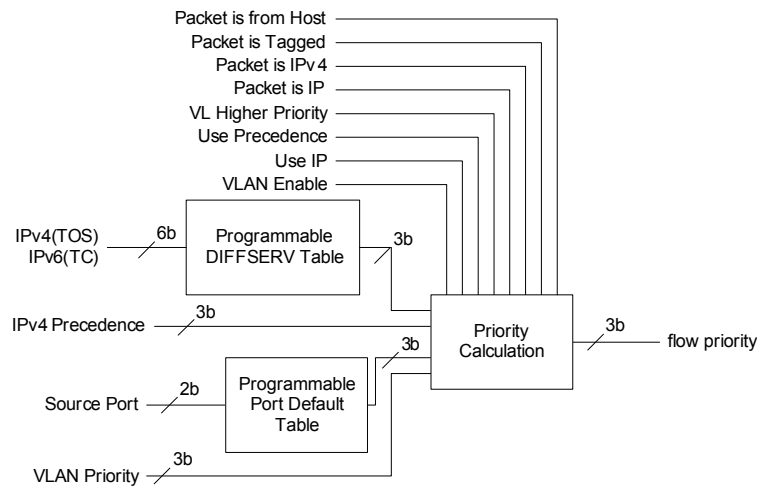 Packet is from Host
Packet is Tagged
Packet is IPv4
Packet is IP
VL Higher Priority
Use Precedence
Use IP
VLAN Enable
IPv4(TOS)
IPv6(TC)
6b
Programmable
DIFFSERV Table
3b
IPv4 Precedence
3b
Priority
Calculation
3b
flow priority
3b
Source Port
2b
Programmable
Port Default
Table
VLAN Priority
3b